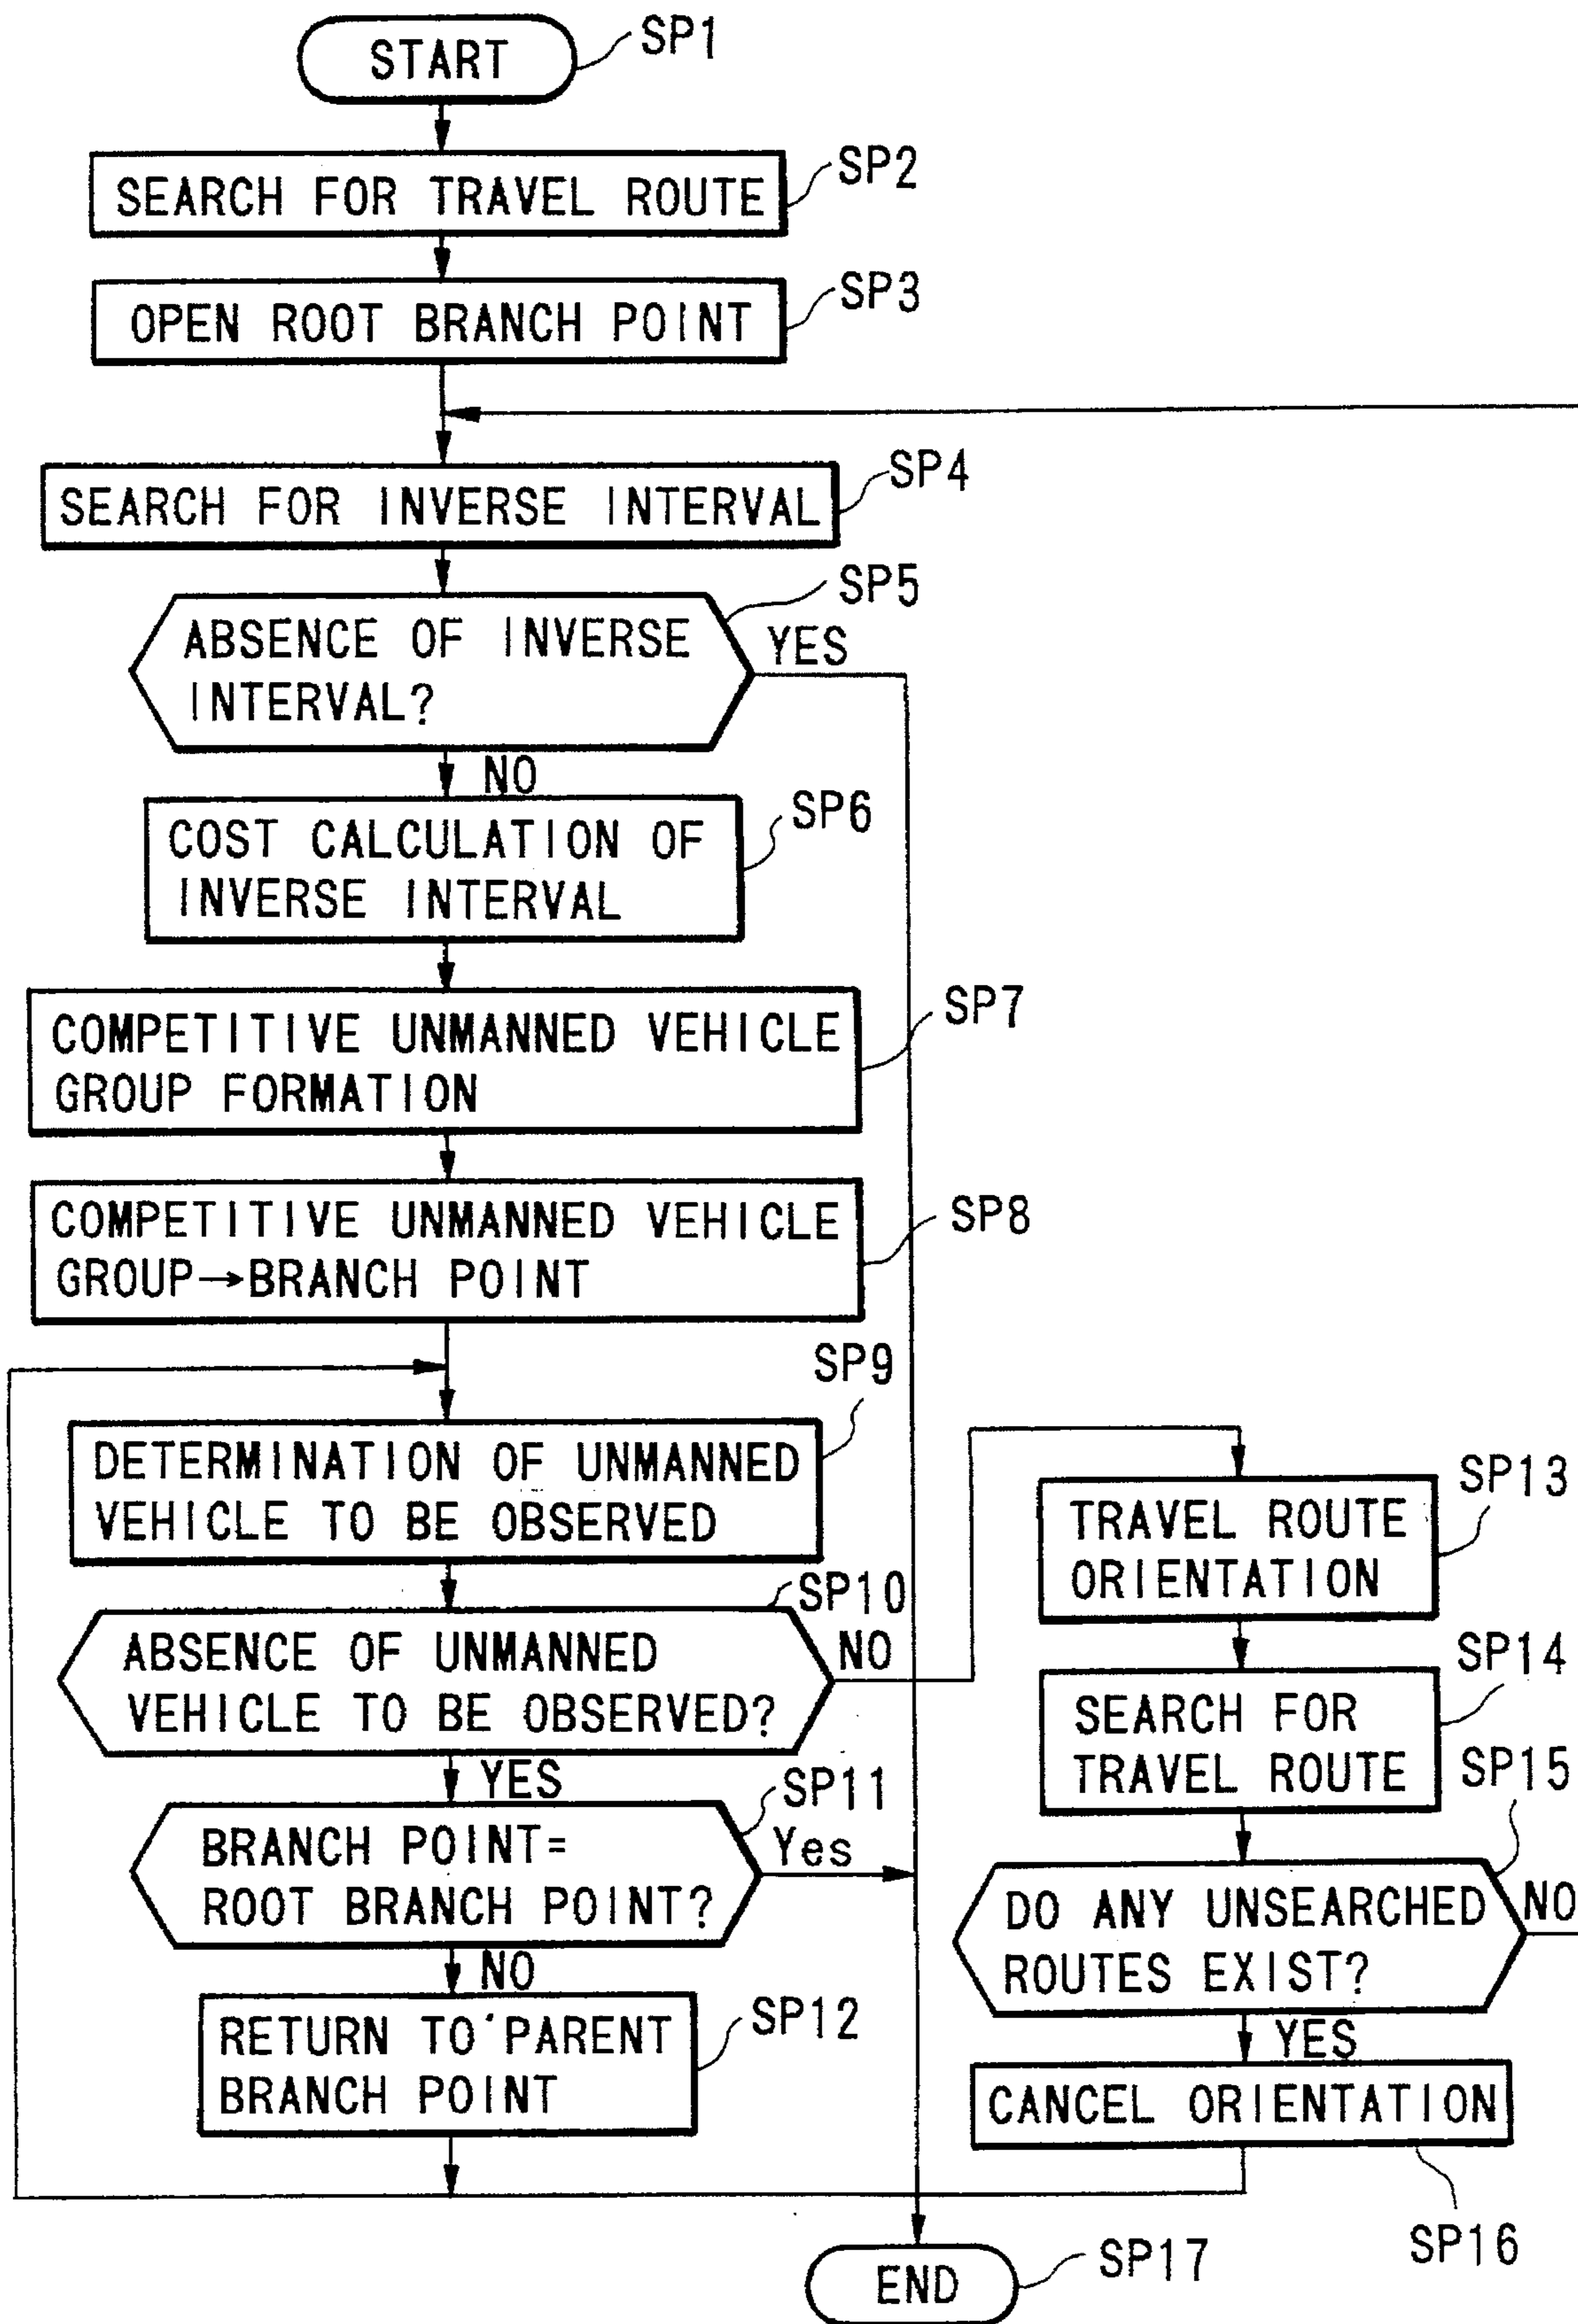 START
SP1
SEARCH FOR TRAVEL ROUTE
SP2
OPEN ROOT BRANCH POINT
SP3
SEARCH FOR INVERSE INTERVAL
SP4
ABSENCE OF INVERSE
INTERVAL?
SP5
YES
NO
COST CALCULATION OF
INVERSE INTERVAL
SP6
COMPETITIVE UNMANNED VEHICLE
GROUP FORMATION
SP7
COMPETITIVE UNMANNED VEHICLE
GROUP→BRANCH POINT
SP8
DETERMINATION OF UNMANNED
VEHICLE TO BE OBSERVED
SP9
ABSENCE OF UNMANNED
VEHICLE TO BE OBSERVED?
SP10
NO
YES
BRANCH POINT=
ROOT BRANCH POINT?
SP11
Yes
NO
RETURN TO PARENT
BRANCH POINT
SP12
TRAVEL ROUTE
ORIENTATION
SP13
SEARCH FOR
TRAVEL ROUTE
SP14
DO ANY UNSEARCHED
ROUTES EXIST?
SP15
NO
YES
CANCEL ORIENTATION
SP16
END
SP17